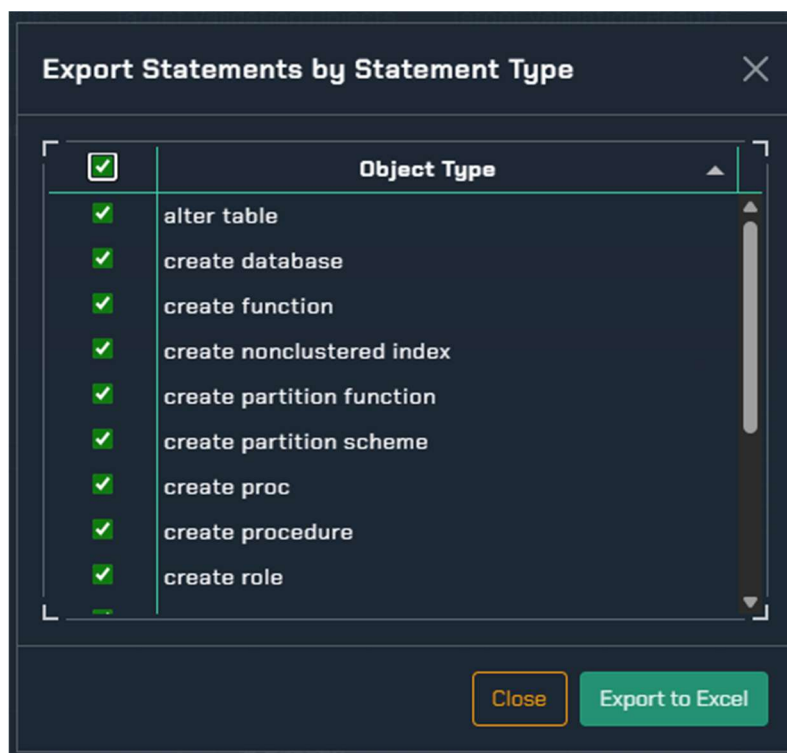 Export Statements by Statement Type
Object Type
alter table
create database
create function
create nonclustered index
create partition function
create partition scheme
create proc
create procedure
create role
Close
Export to Excel